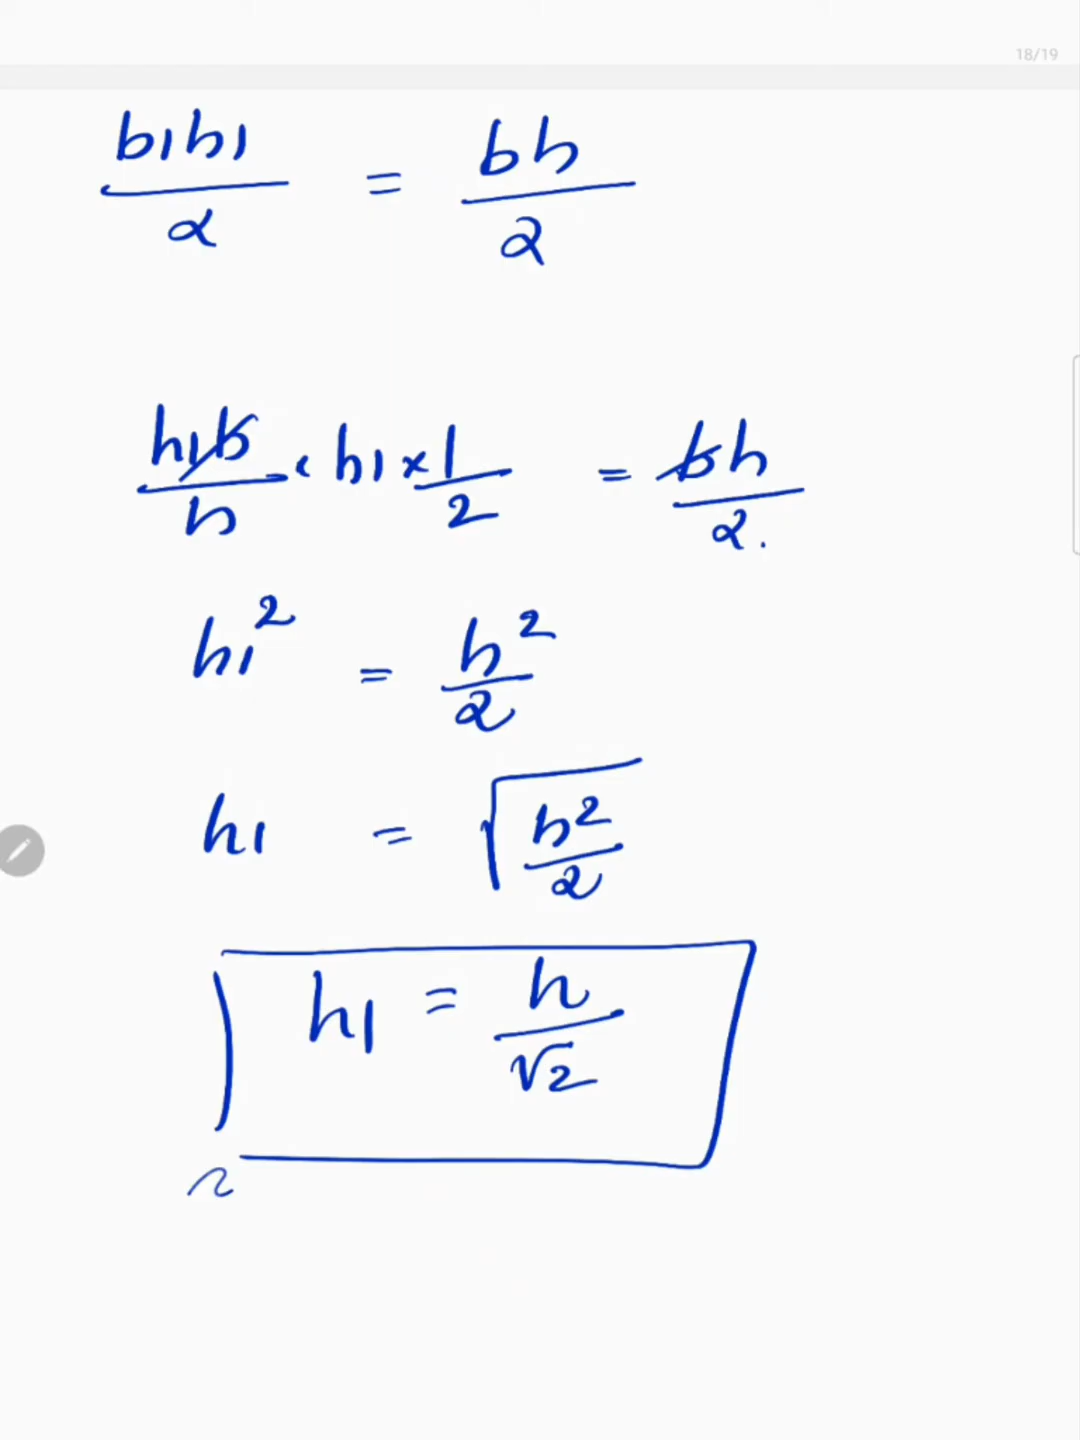 18/19
b1h1/2 = bh/2
h1b/h × h1 × 1/2 = bh/2.
h1² = h²/2
h1 = √(h²/2)
h1 = h/√2